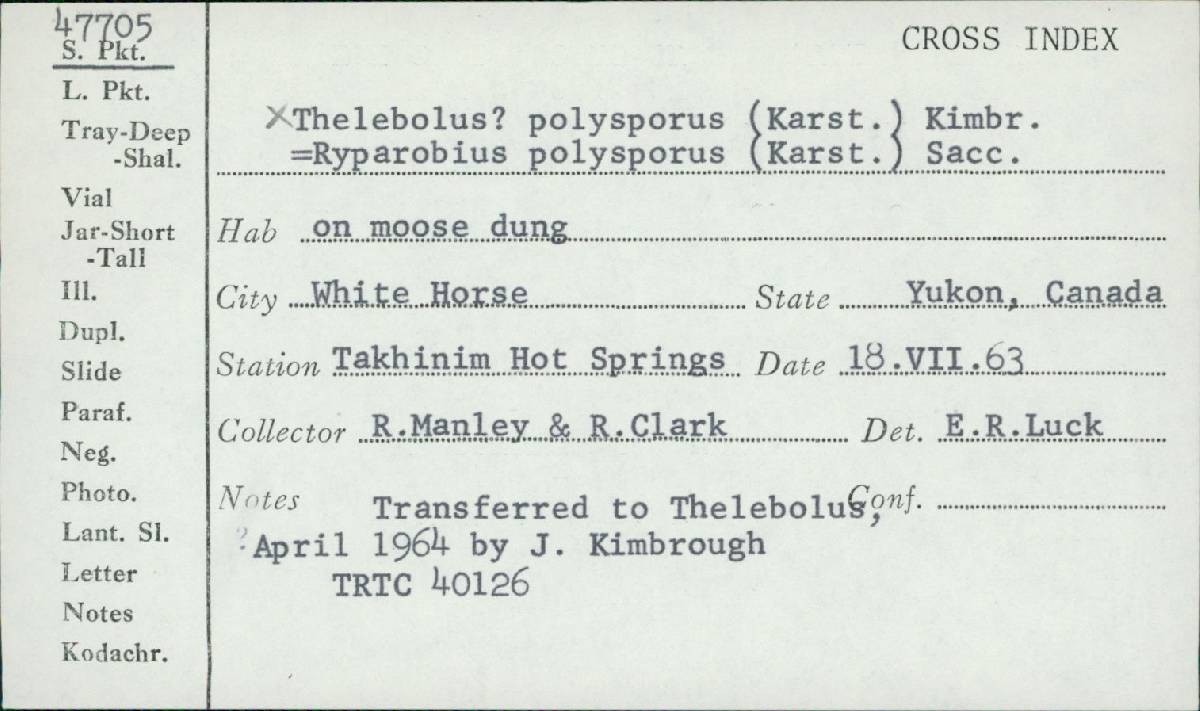 47705
S. Pkt.
L. Pkt.
Tray-Deep
-Shal.
Vial
Jar-Short
-Tall
Ill.
Dupl.
Slide
Paraf.
Neg.
Photo.
Lant. Sl.
Letter
Notes
Kodachr.
CROSS INDEX
×Thelebolus? polysporus (Karst.) Kimbr.
=Ryparobius polysporus (Karst.) Sacc.
Hab on moose dung
City White Horse State Yukon, Canada
Station Takhinim Hot Springs Date 18.VII.63
Collector R.Manley & R.Clark Det. E.R.Luck
Notes Transferred to Thelebolus, Conf.
? April 1964 by J. Kimbrough
TRTC 40126